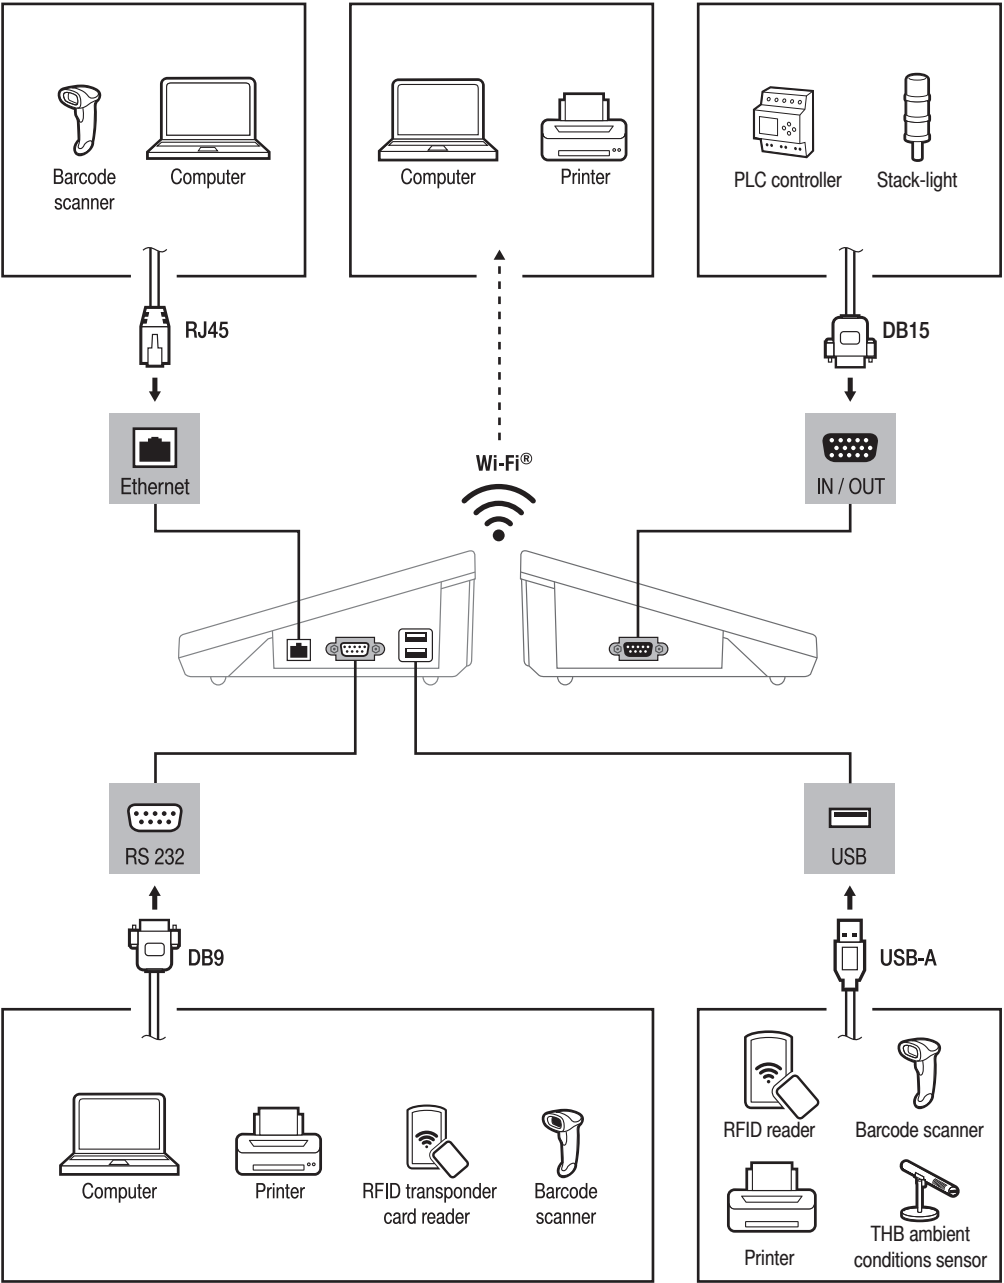 Barcode
scanner
Computer
Computer
Printer
PLC controller
Stack-light
RJ45
DB15
Ethernet
Wi-Fi®
IN / OUT
RS 232
USB
DB9
USB-A
Computer
Printer
RFID transponder
card reader
Barcode
scanner
RFID reader
Barcode scanner
Printer
THB ambient
conditions sensor